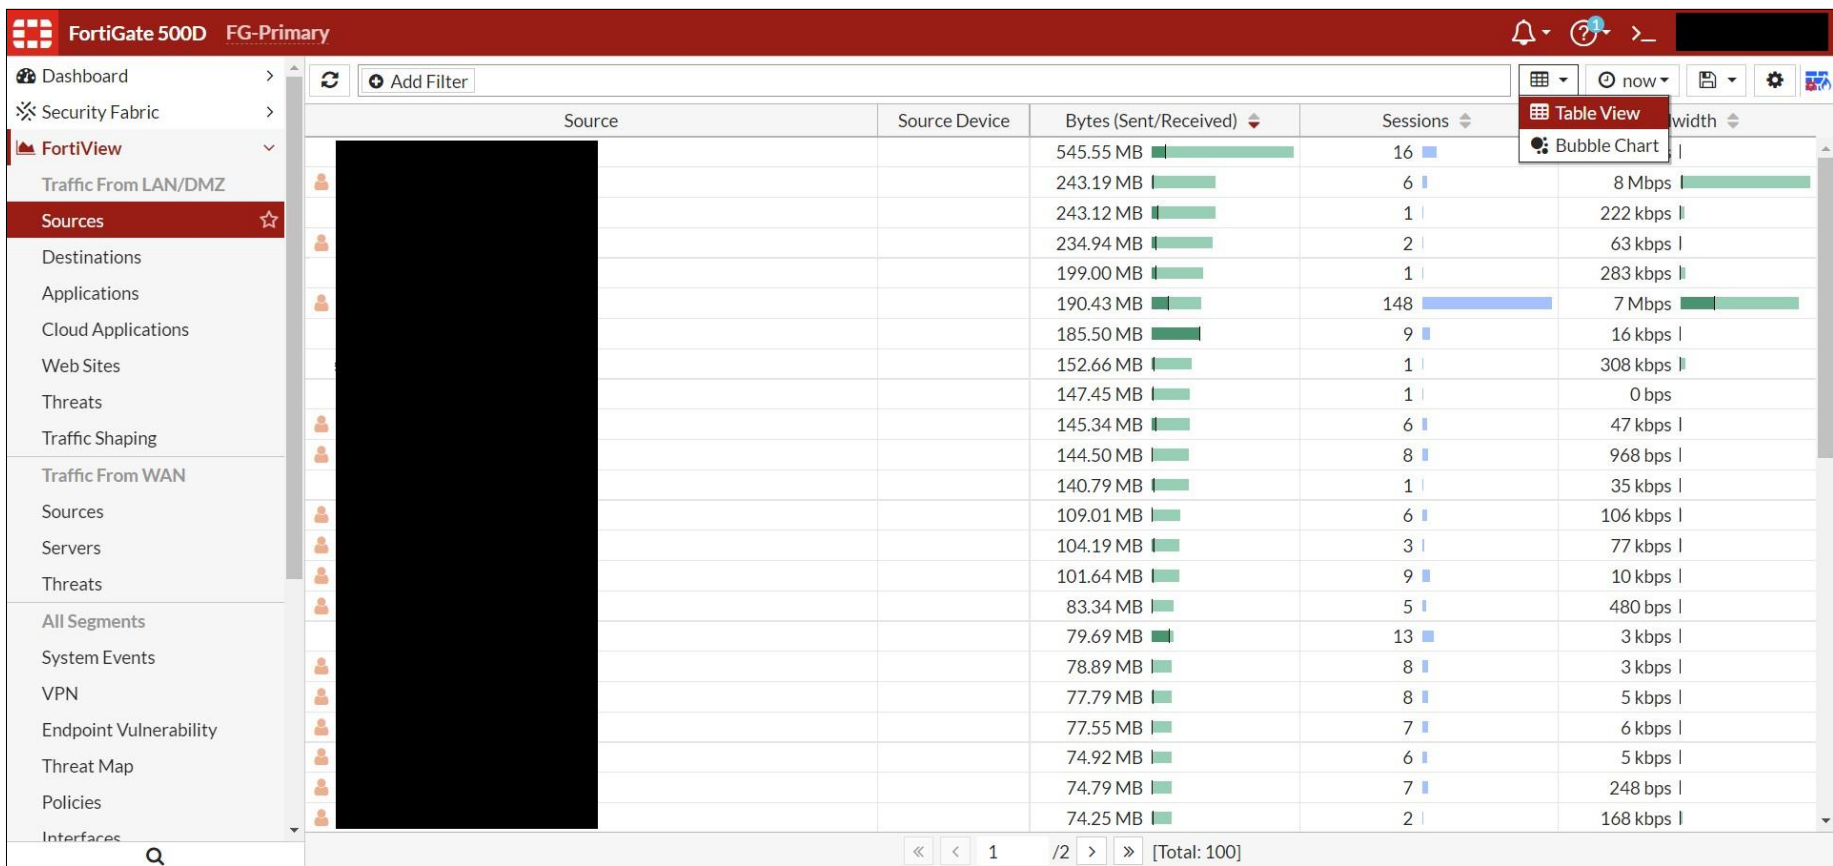 FortiGate 500D FG-Primary
1
>_
Dashboard
Security Fabric
FortiView
Traffic From LAN/DMZ
Sources
Destinations
Applications
Cloud Applications
Web Sites
Threats
Traffic Shaping
Traffic From WAN
Sources
Servers
Threats
All Segments
System Events
VPN
Endpoint Vulnerability
Threat Map
Policies
Interfaces
Add Filter
now
Table View
Bubble Chart
Source Source Device Bytes (Sent/Received) Sessions
545.55 MB 16
243.19 MB 6 8 Mbps
243.12 MB 1 222 kbps
234.94 MB 2 63 kbps
199.00 MB 1 283 kbps
190.43 MB 148 7 Mbps
185.50 MB 9 16 kbps
152.66 MB 1 308 kbps
147.45 MB 1 0 bps
145.34 MB 6 47 kbps
144.50 MB 8 968 bps
140.79 MB 1 35 kbps
109.01 MB 6 106 kbps
104.19 MB 3 77 kbps
101.64 MB 9 10 kbps
83.34 MB 5 480 bps
79.69 MB 13 3 kbps
78.89 MB 8 3 kbps
77.79 MB 8 5 kbps
77.55 MB 7 6 kbps
74.92 MB 6 5 kbps
74.79 MB 7 248 bps
74.25 MB 2 168 kbps
« < 1 /2 > » [Total: 100]